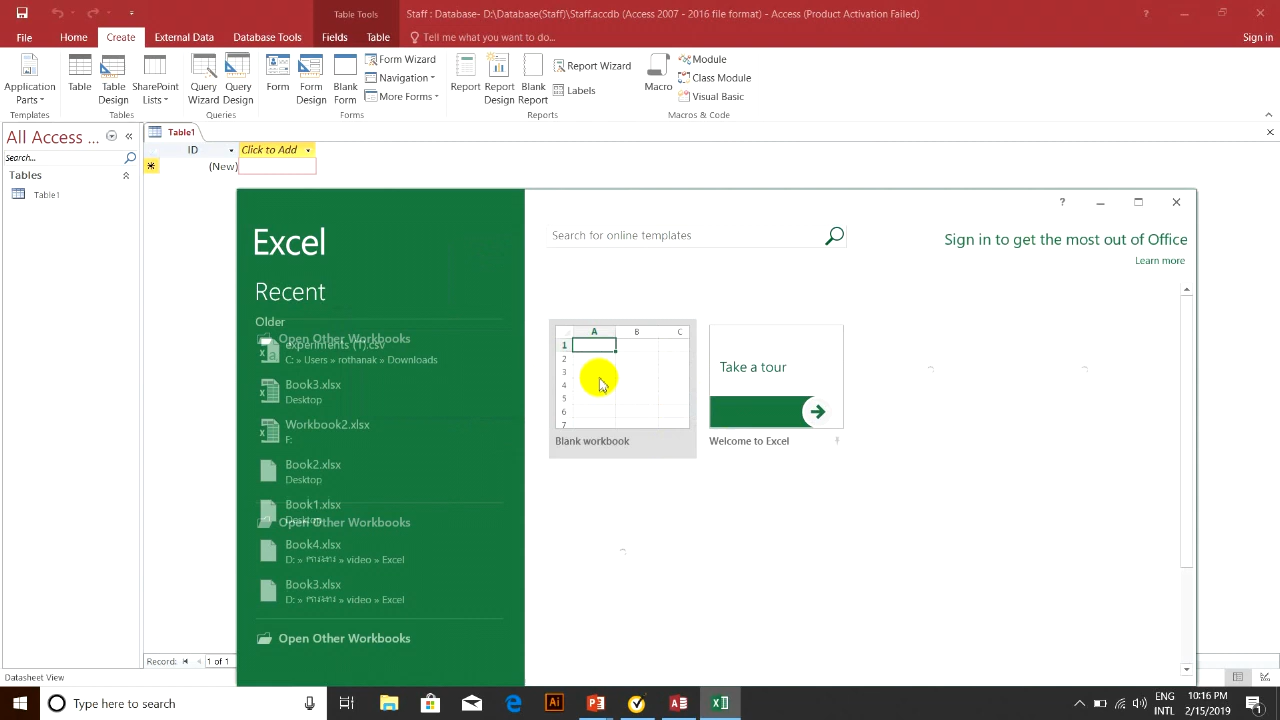 Table Tools
Staff : Database- D:\Database(Staff)\Staff.accdb (Access 2007 - 2016 file format) - Access (Product Activation Failed)
File Home Create External Data Database Tools Fields Table Tell me what you want to do... Sign in
Application Parts
Table
Table Design
SharePoint Lists
Query Wizard
Query Design
Form
Form Design
Blank Form
Form Wizard
Navigation
More Forms
Report
Report Design
Blank Report
Report Wizard
Labels
Macro
Module
Class Module
Visual Basic
Templates Tables Queries Forms Reports Macros & Code
All Access ...
Search...
Tables
Table1
Table1
ID Click to Add
(New)
Excel
Recent
Older
Open Other Workbooks
experiments (1).csv
C: » Users » rothanak » Downloads
Book3.xlsx
Desktop
Workbook2.xlsx
F:
Book2.xlsx
Desktop
Book1.xlsx
Desktop
Open Other Workbooks
Book4.xlsx
D: » » video » Excel
Book3.xlsx
D: » » video » Excel
Open Other Workbooks
?
Search for online templates
Sign in to get the most out of Office
Learn more
A B C
1
2
3
4
5
6
7
Blank workbook
Take a tour
Welcome to Excel
Record: 1 of 1
Datasheet View
Type here to search
Ai
ENG
INTL
10:16 PM
2/15/2019